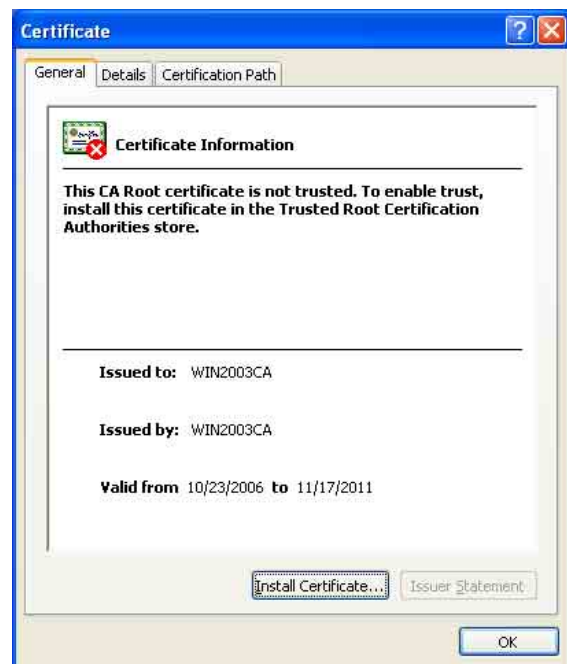 Certificate
General Details Certification Path
Certificate Information
This CA Root certificate is not trusted. To enable trust,
install this certificate in the Trusted Root Certification
Authorities store.
Issued to: WIN2003CA
Issued by: WIN2003CA
Valid from 10/23/2006 to 11/17/2011
Install Certificate... Issuer Statement
OK